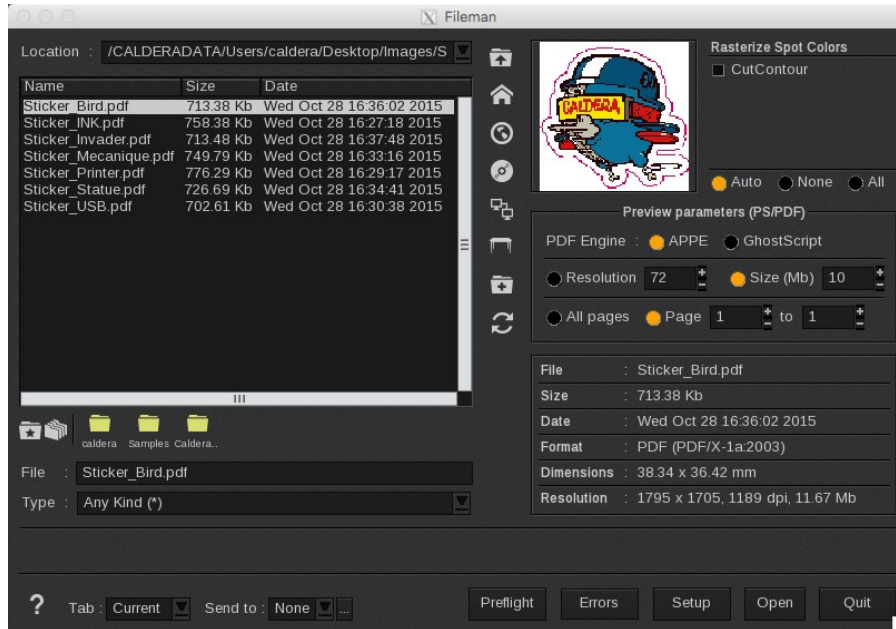 Fileman
Location : /CALDERADATA/Users/caldera/Desktop/Images/S
Name Size Date
Sticker_Bird.pdf 713.38 Kb Wed Oct 28 16:36:02 2015
Sticker_INK.pdf 758.38 Kb Wed Oct 28 16:27:18 2015
Sticker_Invader.pdf 713.48 Kb Wed Oct 28 16:37:48 2015
Sticker_Mecanique.pdf 749.79 Kb Wed Oct 28 16:33:16 2015
Sticker_Printer.pdf 776.29 Kb Wed Oct 28 16:29:17 2015
Sticker_Statue.pdf 726.69 Kb Wed Oct 28 16:34:41 2015
Sticker_USB.pdf 702.61 Kb Wed Oct 28 16:30:38 2015
caldera Samples Caldera..
File : Sticker_Bird.pdf
Type : Any Kind (*)
CALDERA
Rasterize Spot Colors
CutContour
Auto None All
Preview parameters (PS/PDF)
PDF Engine : APPE GhostScript
Resolution 72 Size (Mb) 10
All pages Page 1 to 1
File : Sticker_Bird.pdf
Size : 713.38 Kb
Date : Wed Oct 28 16:36:02 2015
Format : PDF (PDF/X-1a:2003)
Dimensions : 38.34 x 36.42 mm
Resolution : 1795 x 1705, 1189 dpi, 11.67 Mb
? Tab : Current Send to : None ... Preflight Errors Setup Open Quit